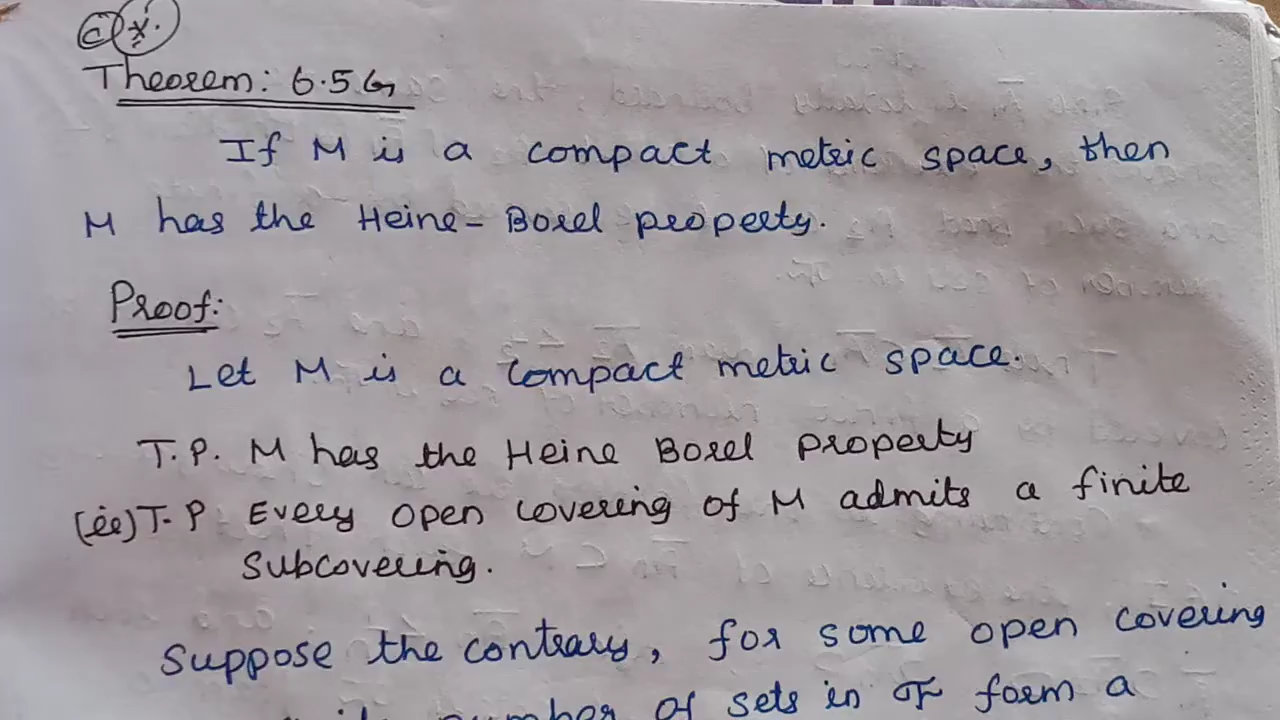 C *.
Theorem: 6.5G
If M is a compact metric space, then
M has the Heine-Borel property.
Proof:
Let M is a compact metric space.
T.P. M has the Heine Borel property
(ie) T.P Every open covering of M admits a finite
subcovering.
Suppose the contrary, for some open covering
number of sets in F form a